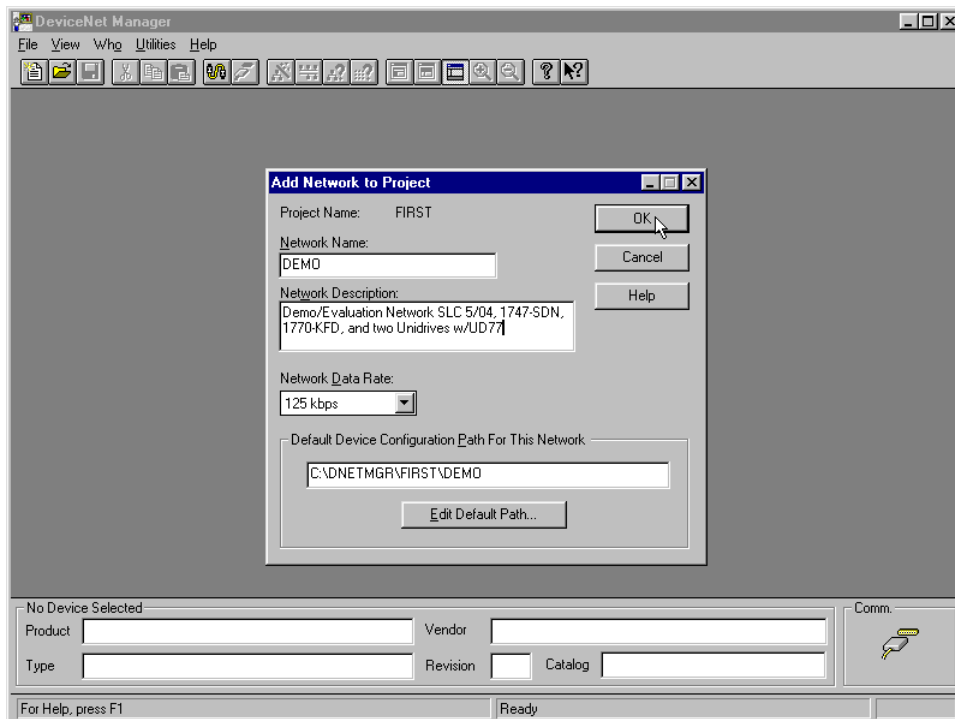 DeviceNet Manager
File View Who Utilities Help
Add Network to Project
Project Name: FIRST
OK
Network Name:
DEMO
Cancel
Network Description:
Demo/Evaluation Network SLC 5/04, 1747-SDN,
1770-KFD, and two Unidrives w/UD77
Help
Network Data Rate:
125 kbps
Default Device Configuration Path For This Network
C:\DNETMGR\FIRST\DEMO
Edit Default Path...
No Device Selected
Comm.
Product
Vendor
Type
Revision
Catalog
For Help, press F1
Ready